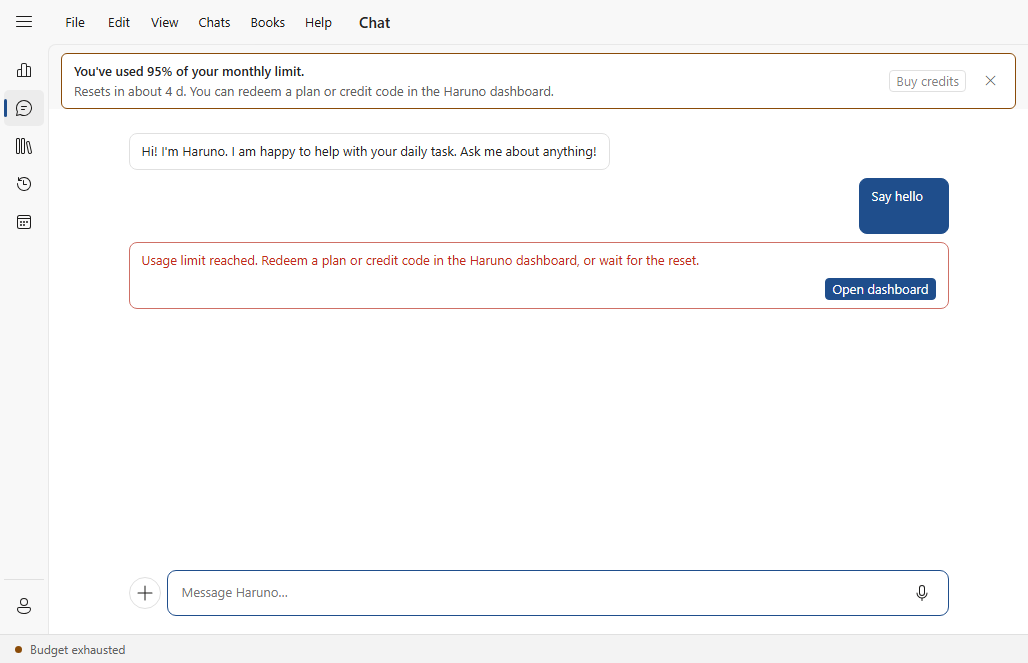 File Edit View Chats Books Help Chat
You've used 95% of your monthly limit.
Resets in about 4 d. You can redeem a plan or credit code in the Haruno dashboard.
Buy credits
Hi! I'm Haruno. I am happy to help with your daily task. Ask me about anything!
Say hello
Usage limit reached. Redeem a plan or credit code in the Haruno dashboard, or wait for the reset.
Open dashboard
Message Haruno...
Budget exhausted